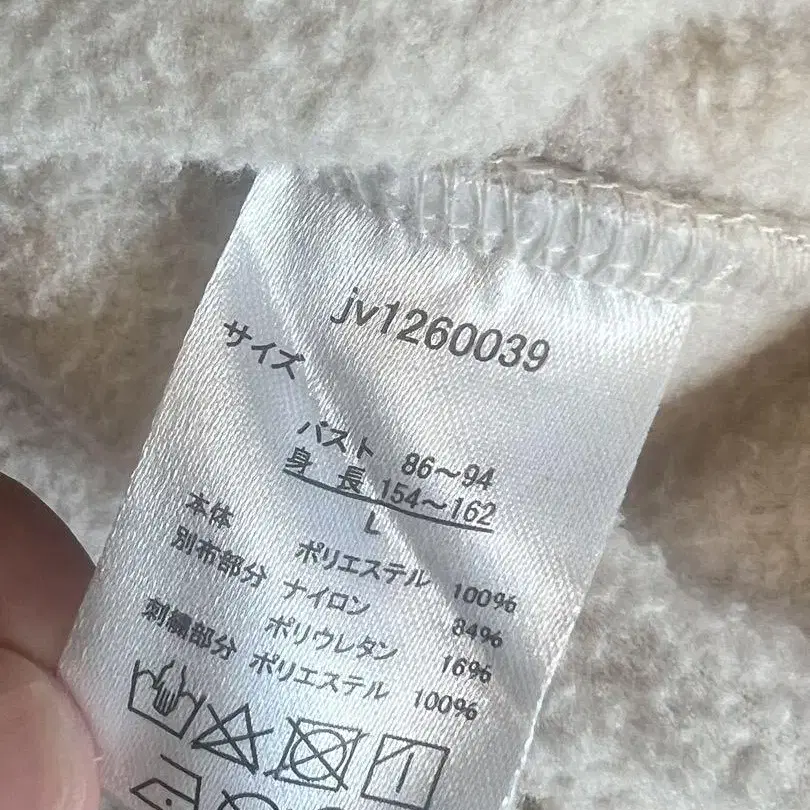 jv1260039
サイズ
バスト 86~94
身長 154~162
L
本体 ポリエステル 100%
別布部分 ナイロン 84%
ポリウレタン 16%
刺繍部分 ポリエステル 100%